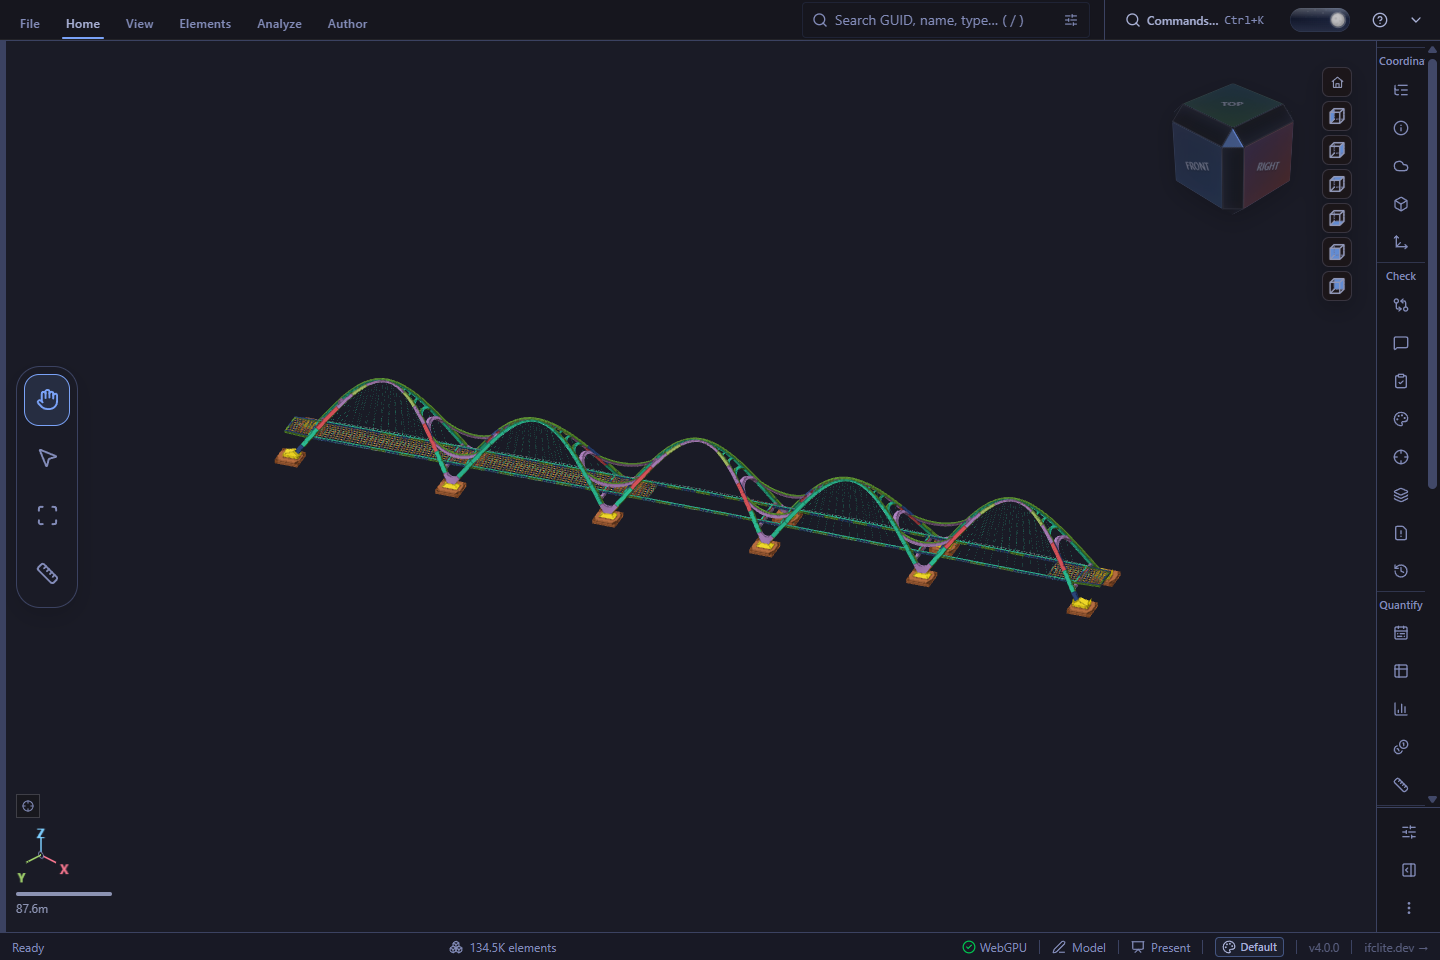 File
Home
View
Elements
Analyze
Author
Search GUID, name, type... ( / )
Commands...
Ctrl+K
Coordina
TOP
FRONT
RIGHT
Check
Quantify
Z
X
Y
87.6m
Ready
134.5K elements
WebGPU
Model
Present
Default
v4.0.0
ifclite.dev →